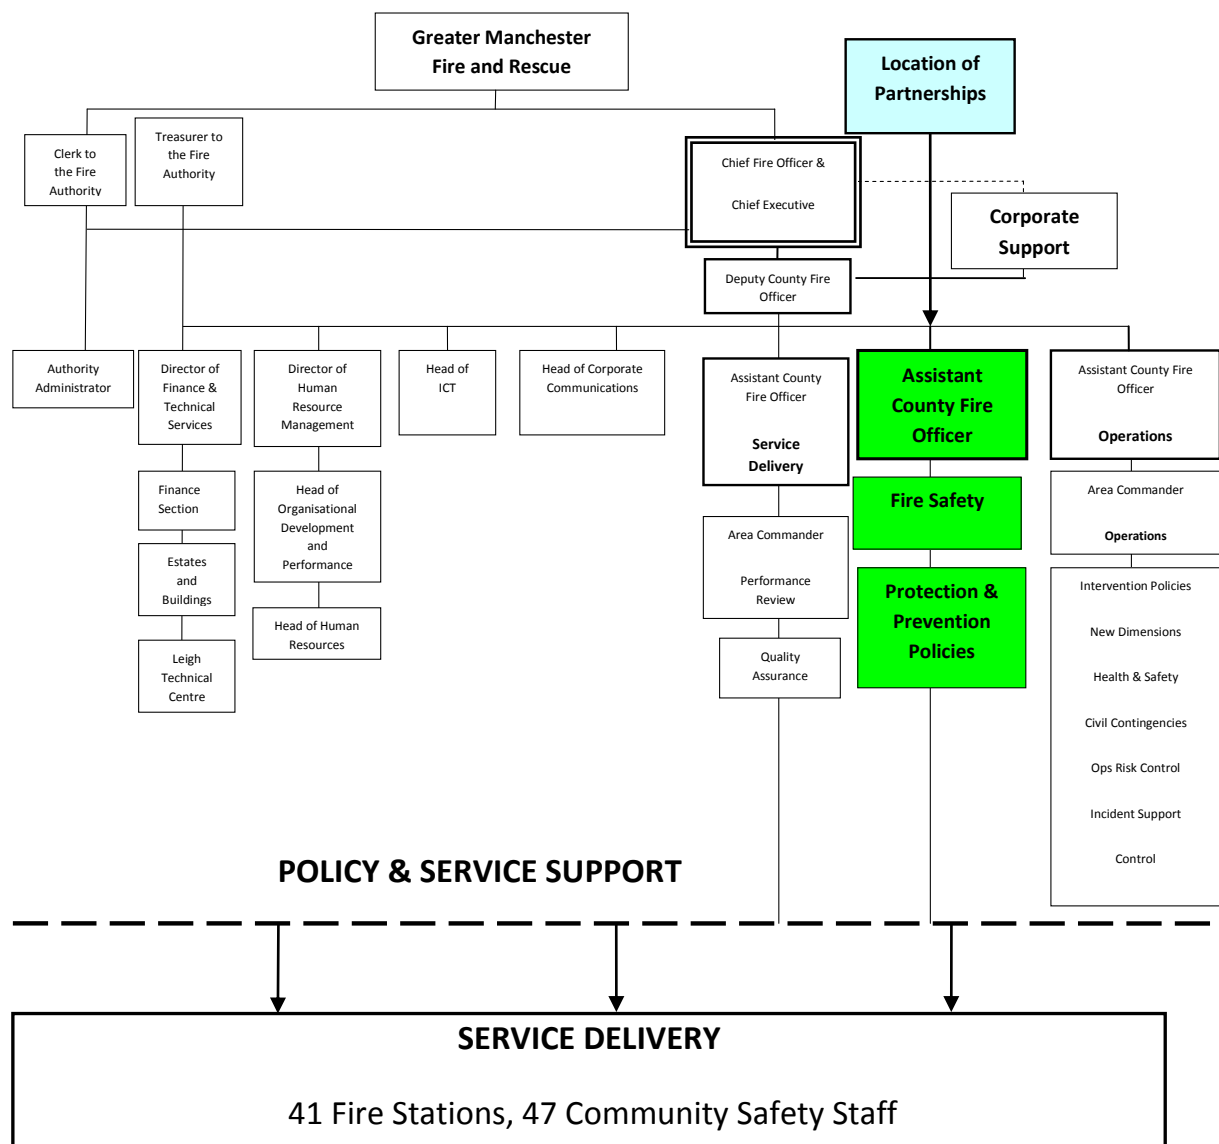 Greater Manchester
Fire and Rescue
Location of
Partnerships
Clerk to
the Fire
Authority
Treasurer to
the Fire
Authority
Chief Fire Officer &
Chief Executive
Corporate
Support
Deputy County Fire
Officer
Authority
Administrator
Director of
Finance &
Technical
Services
Director of
Human
Resource
Management
Head of
ICT
Head of Corporate
Communications
Assistant County
Fire Officer
Service
Delivery
Assistant
County Fire
Officer
Assistant County Fire
Officer
Operations
Finance
Section
Head of
Organisational
Development
and
Performance
Area Commander
Performance
Review
Fire Safety
Area Commander
Operations
Estates
and
Buildings
Head of Human
Resources
Protection &
Prevention
Policies
Intervention Policies
New Dimensions
Health & Safety
Civil Contingencies
Ops Risk Control
Incident Support
Control
Leigh
Technical
Centre
Quality
Assurance
POLICY & SERVICE SUPPORT
SERVICE DELIVERY
41 Fire Stations, 47 Community Safety Staff